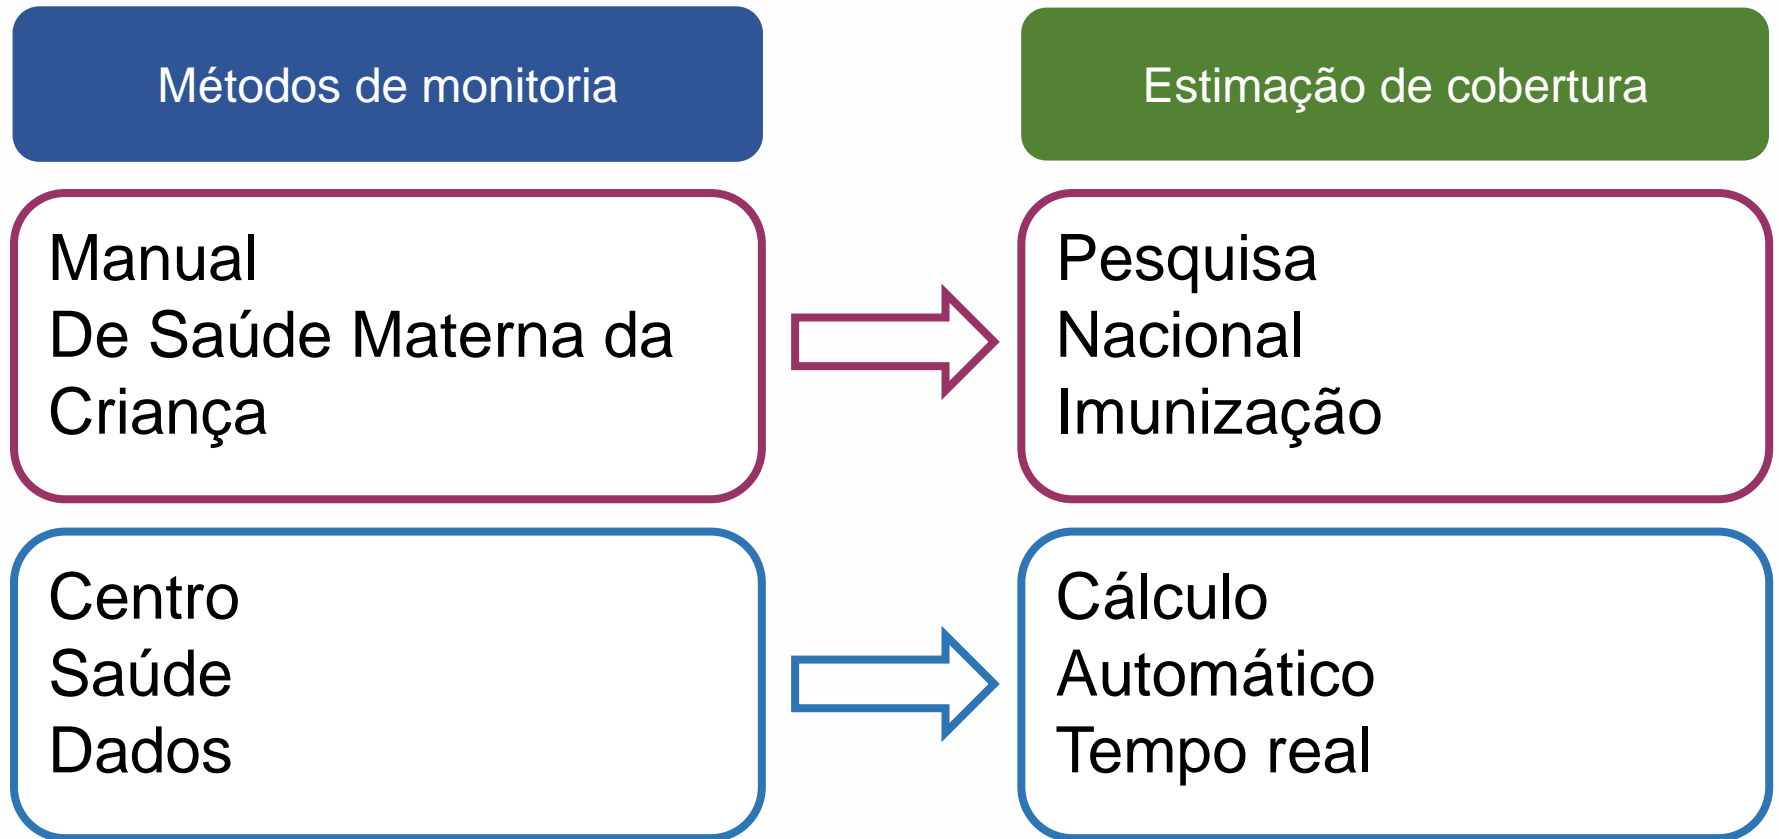 Métodos de monitoria
Estimação de cobertura
Manual
De Saúde Materna da
Criança
Pesquisa
Nacional
Imunização
Centro
Saúde
Dados
Cálculo
Automático
Tempo real